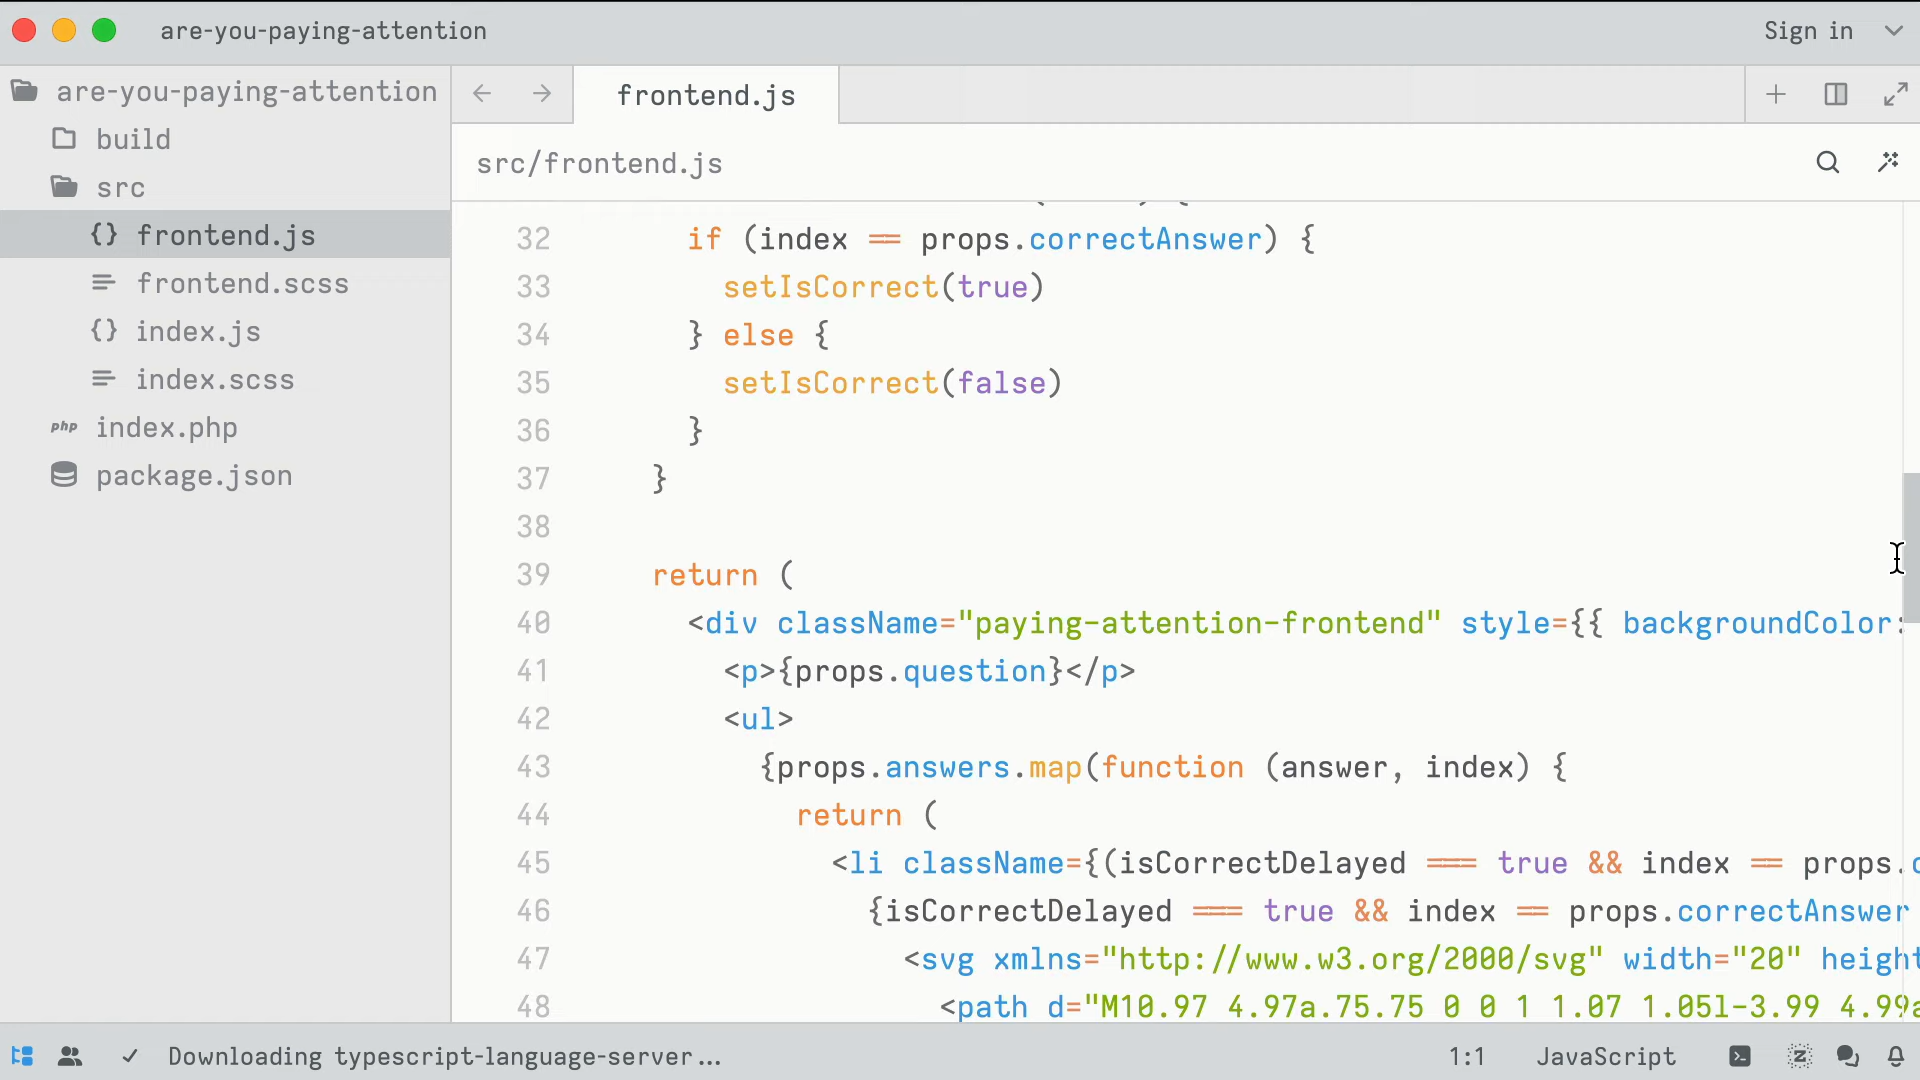 are-you-paying-attention
Sign in
are-you-paying-attention
build
src
frontend.js
frontend.scss
index.js
index.scss
php index.php
package.json
frontend.js
src/frontend.js
32 if (index == props.correctAnswer) {
33 setIsCorrect(true)
34 } else {
35 setIsCorrect(false)
36 }
37 }
38
39 return (
40 <div className="paying-attention-frontend" style={{ backgroundColor:
41 <p>{props.question}</p>
42 <ul>
43 {props.answers.map(function (answer, index) {
44 return (
45 <li className={(isCorrectDelayed === true && index == props.c
46 {isCorrectDelayed === true && index == props.correctAnswer
47 <svg xmlns="http://www.w3.org/2000/svg" width="20" height
48 <path d="M10.97 4.97a.75.75 0 0 1 1.07 1.05l-3.99 4.99a
Downloading typescript-language-server...
1:1
JavaScript